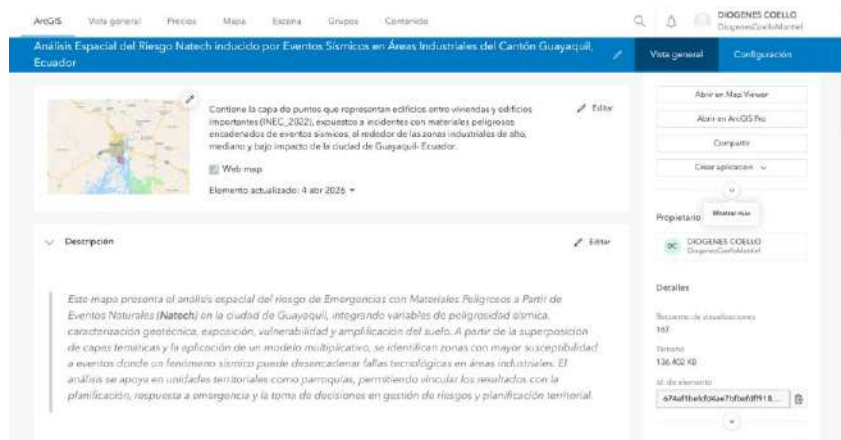 ArcGIS Vista general Precios Mapa Escena Grupos Contenido
DIOGENES COELLO
DiogenesCoelloMontiel
Análisis Espacial del Riesgo Natech inducido por Eventos Sísmicos en Áreas Industriales del Cantón Guayaquil,
Ecuador
Vista general Configuración
Contiene la capa de puntos que representan edificios entre viviendas y edificios
importantes (INEC_2022), expuestos a incidentes con materiales peligrosos
encadenados de eventos sísmicos, al rededor de las zonas industriales de alto,
mediano y bajo impacto de la ciudad de Guayaquil- Ecuador.
Editar
Web map
Elemento actualizado: 4 abr 2026
Abrir en Map Viewer
Abrir en ArcGIS Pro
Compartir
Crear aplicación
Mostrar más
Propietario
DC DIOGENES COELLO
DiogenesCoelloMontiel
Descripción
Editar
Este mapa presenta el análisis espacial del riesgo de Emergencias con Materiales Peligrosos a Partir de
Eventos Naturales (Natech) en la ciudad de Guayaquil, integrando variables de peligrosidad sísmica,
caracterización geotécnica, exposición, vulnerabilidad y amplificación del suelo. A partir de la superposición
de capas temáticas y la aplicación de un modelo multiplicativo, se identifican zonas con mayor susceptibilidad
a eventos donde un fenómeno sísmico puede desencadenar fallas tecnológicas en áreas industriales. El
análisis se apoya en unidades territoriales como parroquias, permitiendo vincular los resultados con la
planificación, respuesta a emergencia y la toma de decisiones en gestión de riesgos y planificación territorial.
Detalles
Recuento de visualizaciones
167
Tamaño
136.402 KB
Id. de elemento